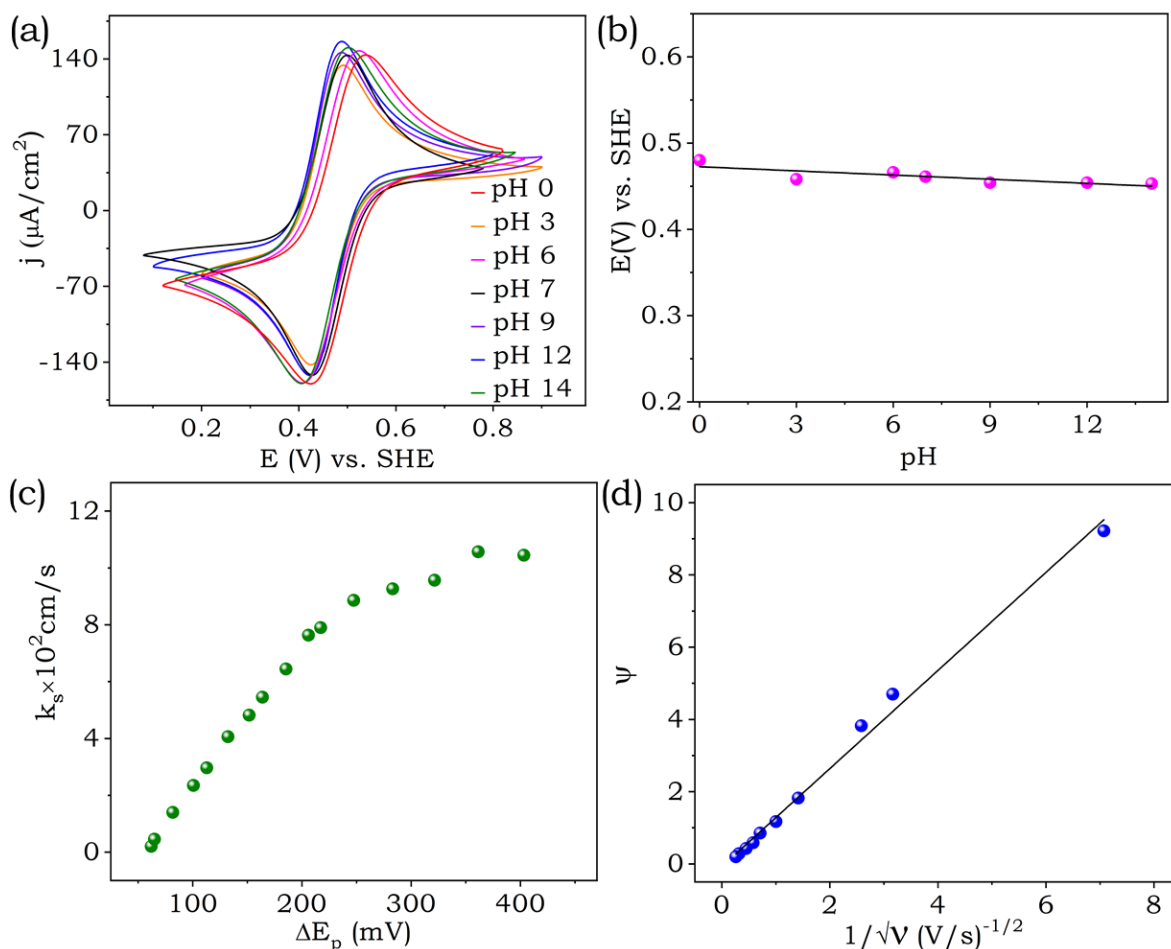 (a)
140
70
0
-70
-140
j (μA/cm²)
0.2 0.4 0.6 0.8
E (V) vs. SHE
pH 0
pH 3
pH 6
pH 7
pH 9
pH 12
pH 14
(b)
0.6
0.5
0.4
0.3
0.2
E(V) vs. SHE
0 3 6 9 12
pH
(c)
12
8
4
0
kₛ×10²cm/s
100 200 300 400
ΔEₚ (mV)
(d)
10
8
6
4
2
0
ψ
0 2 4 6 8
1/√ν (V/s)⁻¹/²